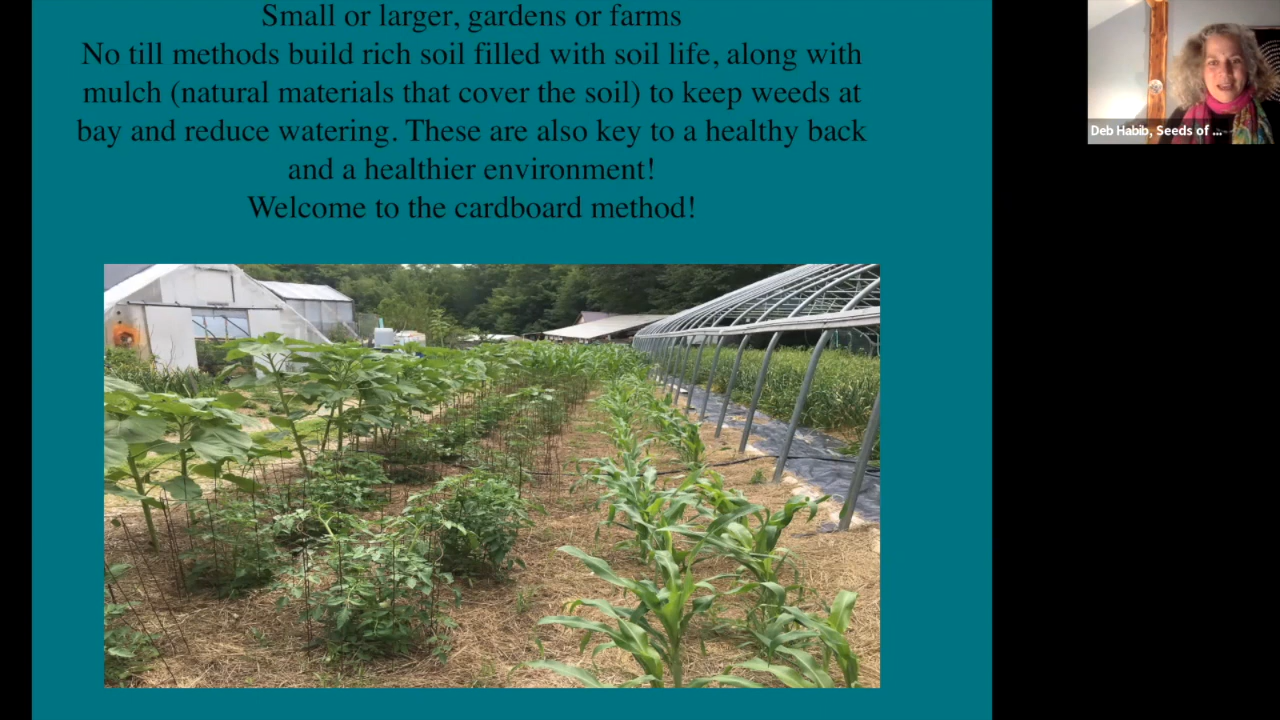 Small or larger, gardens or farms
No till methods build rich soil filled with soil life, along with
mulch (natural materials that cover the soil) to keep weeds at
bay and reduce watering. These are also key to a healthy back
and a healthier environment!
Welcome to the cardboard method!
Deb Habib, Seeds of ...